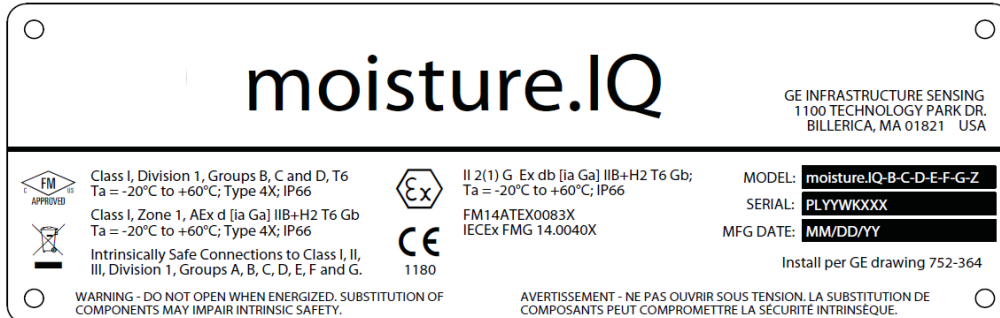 moisture.IQ
GE INFRASTRUCTURE SENSING
1100 TECHNOLOGY PARK DR.
BILLERICA, MA 01821 USA
FM
C US
APPROVED
Class I, Division 1, Groups B, C and D, T6
Ta = -20°C to +60°C; Type 4X; IP66
Class I, Zone 1, AEx d [ia Ga] IIB+H2 T6 Gb
Ta = -20°C to +60°C; Type 4X; IP66
Intrinsically Safe Connections to Class I, II,
III, Division 1, Groups A, B, C, D, E, F and G.
Ex
CE
1180
II 2(1) G Ex db [ia Ga] IIB+H2 T6 Gb;
Ta = -20°C to +60°C; IP66
FM14ATEX0083X
IECEx FMG 14.0040X
MODEL: moisture.IQ-B-C-D-E-F-G-Z
SERIAL: PLYYWKXXX
MFG DATE: MM/DD/YY
Install per GE drawing 752-364
WARNING - DO NOT OPEN WHEN ENERGIZED. SUBSTITUTION OF
COMPONENTS MAY IMPAIR INTRINSIC SAFETY.
AVERTISSEMENT - NE PAS OUVRIR SOUS TENSION. LA SUBSTITUTION DE
COMPOSANTS PEUT COMPROMETTRE LA SÉCURITÉ INTRINSÈQUE.